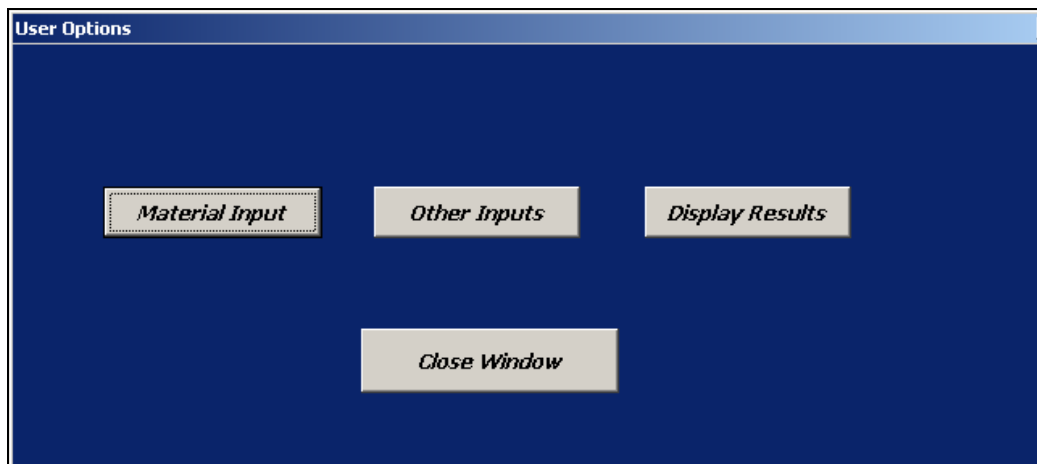 User Options
Material Input
Other Inputs
Display Results
Close Window